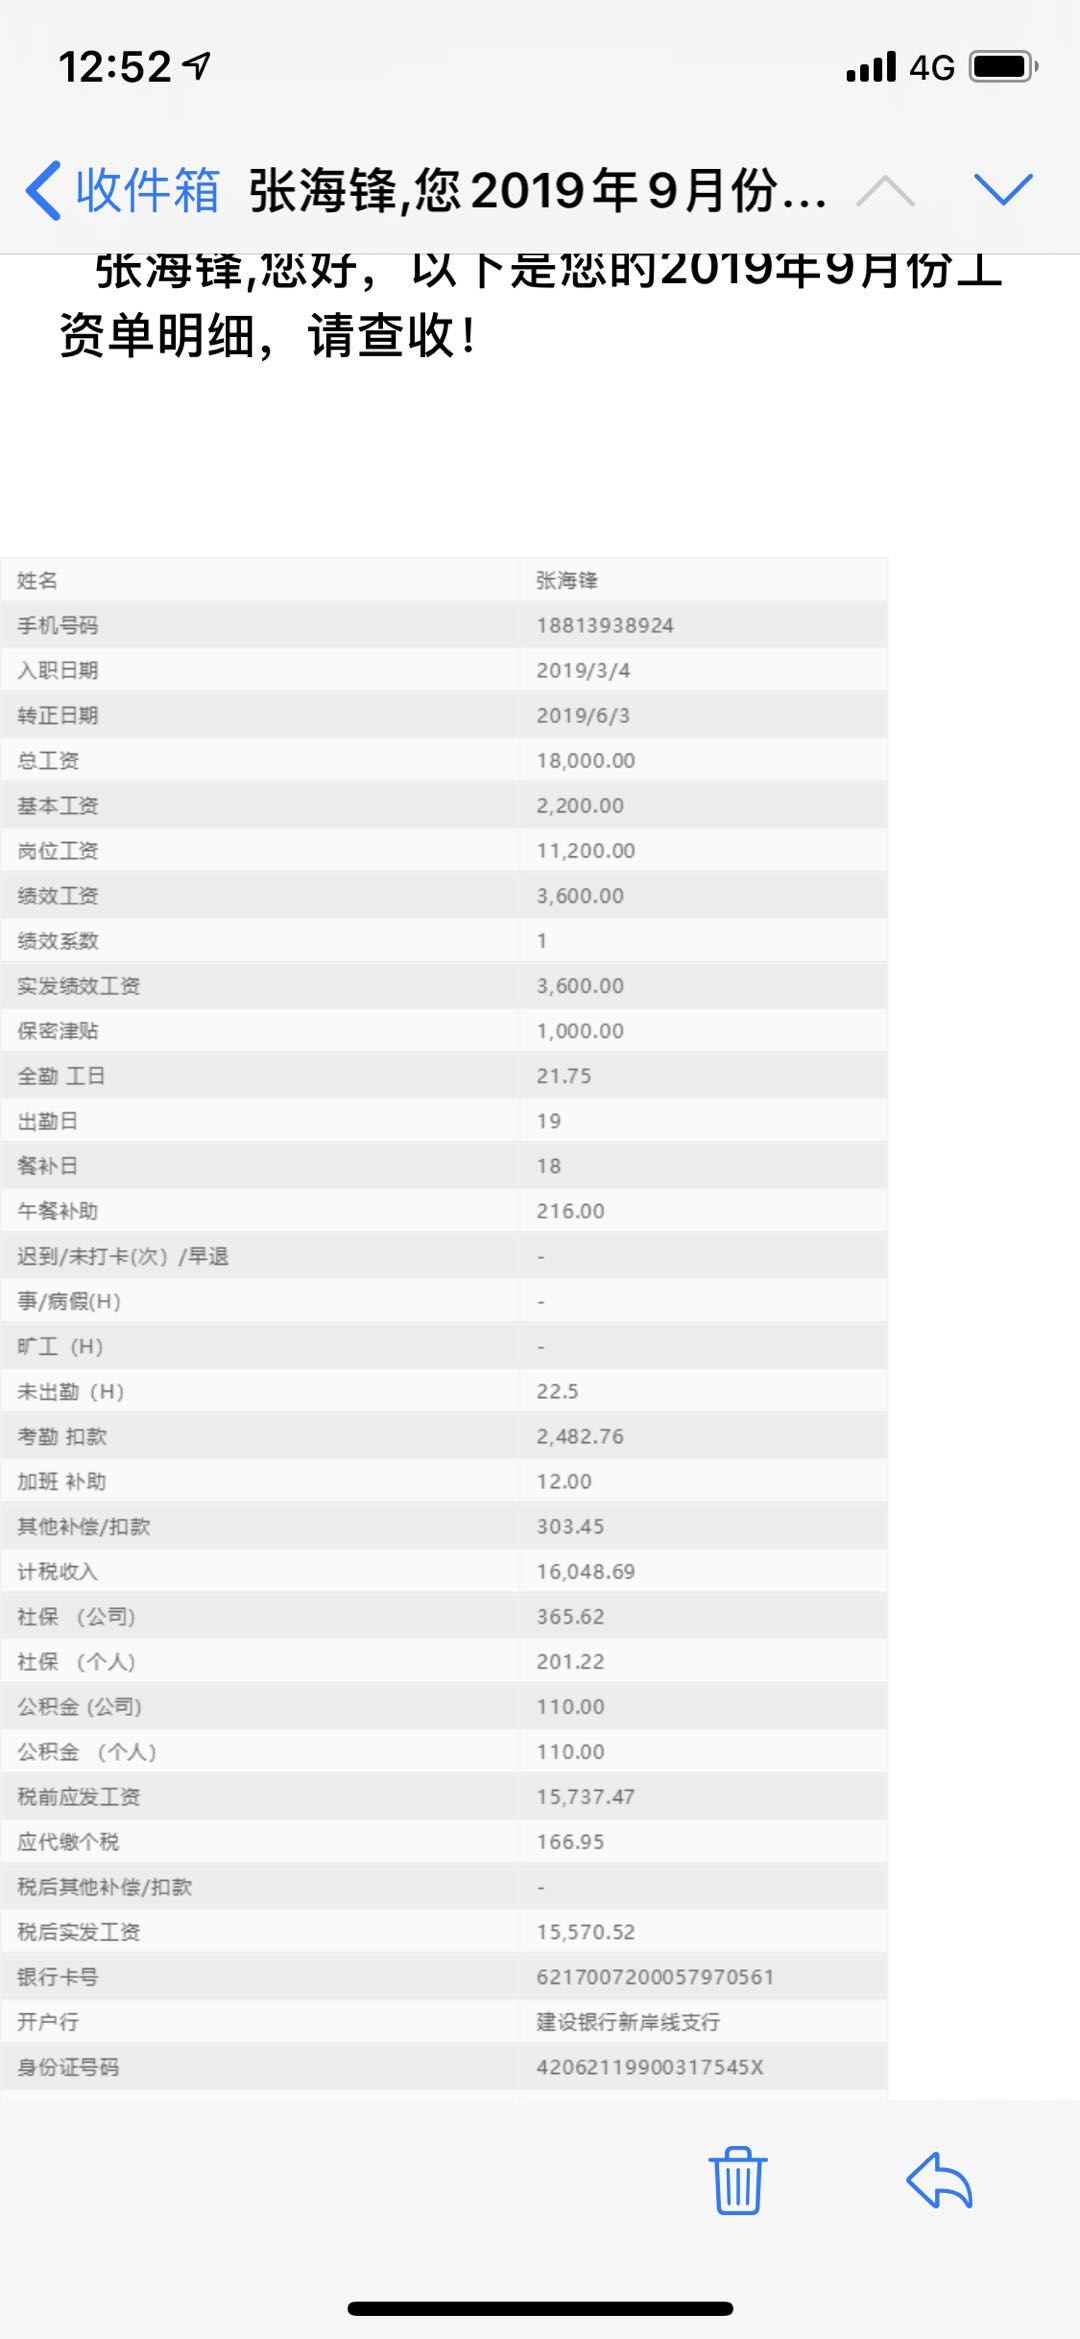 12:52 4G
收件箱 张海锋,您2019年9月份...
张海锋,您好，以下是您的2019年9月份工
资单明细，请查收！
姓名 张海锋
手机号码 18813938924
入职日期 2019/3/4
转正日期 2019/6/3
总工资 18,000.00
基本工资 2,200.00
岗位工资 11,200.00
绩效工资 3,600.00
绩效系数 1
实发绩效工资 3,600.00
保密津贴 1,000.00
全勤 工日 21.75
出勤日 19
餐补日 18
午餐补助 216.00
迟到/未打卡(次）/早退 -
事/病假(H） -
旷工（H） -
未出勤（H） 22.5
考勤 扣款 2,482.76
加班 补助 12.00
其他补偿/扣款 303.45
计税收入 16,048.69
社保 （公司) 365.62
社保 （个人) 201.22
公积金 (公司) 110.00
公积金 （个人） 110.00
税前应发工资 15,737.47
应代缴个税 166.95
税后其他补偿/扣款 -
税后实发工资 15,570.52
银行卡号 6217007200057970561
开户行 建设银行新岸线支行
身份证号码 42062119900317545X